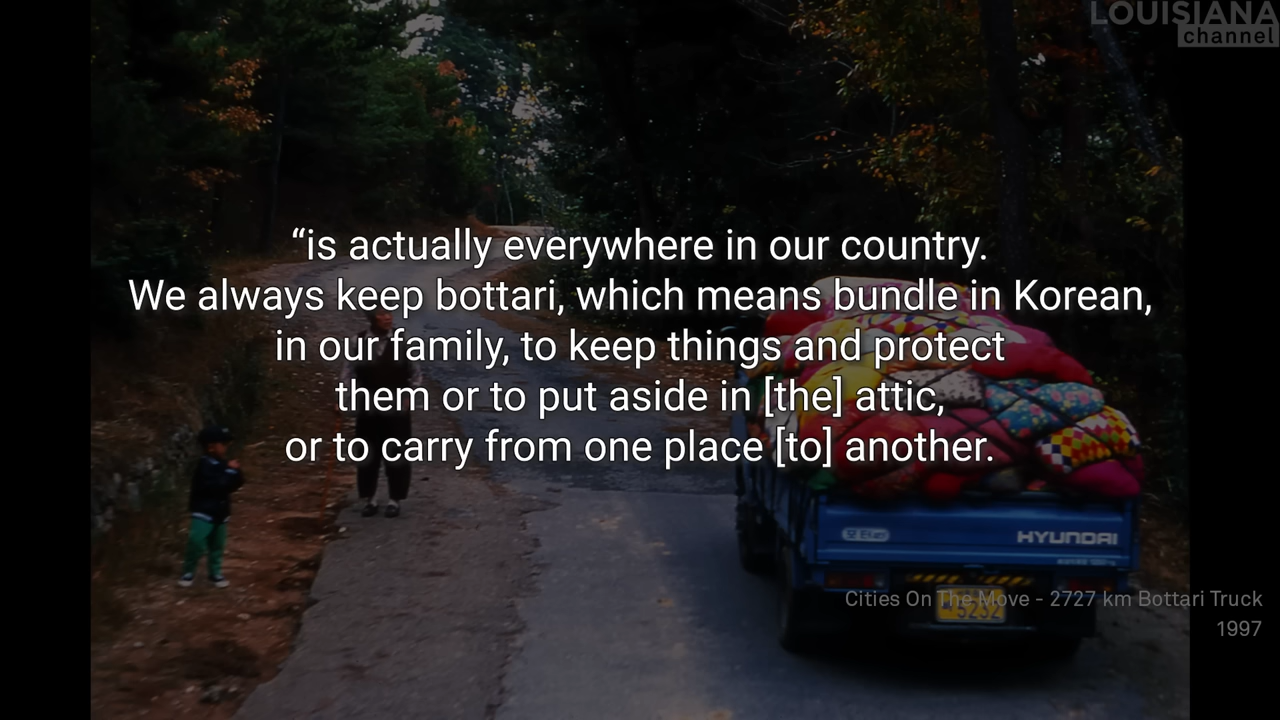 LOUISIANA
channel
“is actually everywhere in our country.
We always keep bottari, which means bundle in Korean,
in our family, to keep things and protect
them or to put aside in [the] attic,
or to carry from one place [to] another.
HYUNDAI
Cities On The Move - 2727 km Bottari Truck
1997